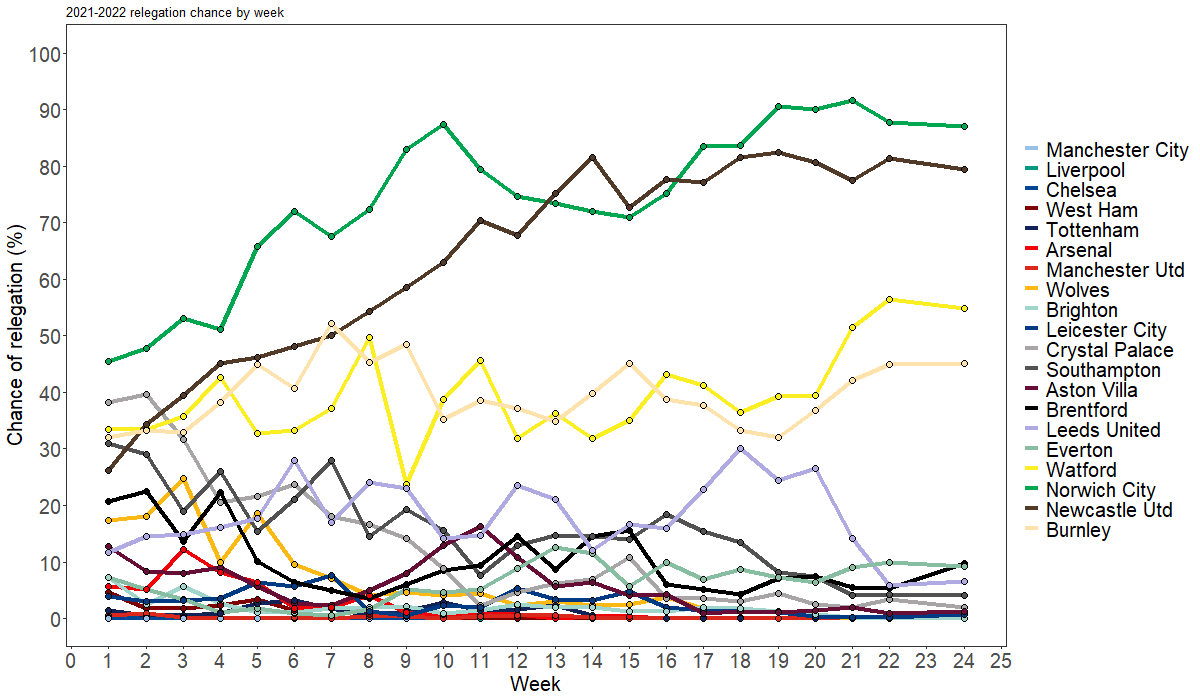 2021-2022 relegation chance by week
Chance of relegation (%)
100
90
80
70
60
50
40
30
20
10
0
0 1 2 3 4 5 6 7 8 9 10 11 12 13 14 15 16 17 18 19 20 21 22 23 24 25
Week
Manchester City
Liverpool
Chelsea
West Ham
Tottenham
Arsenal
Manchester Utd
Wolves
Brighton
Leicester City
Crystal Palace
Southampton
Aston Villa
Brentford
Leeds United
Everton
Watford
Norwich City
Newcastle Utd
Burnley